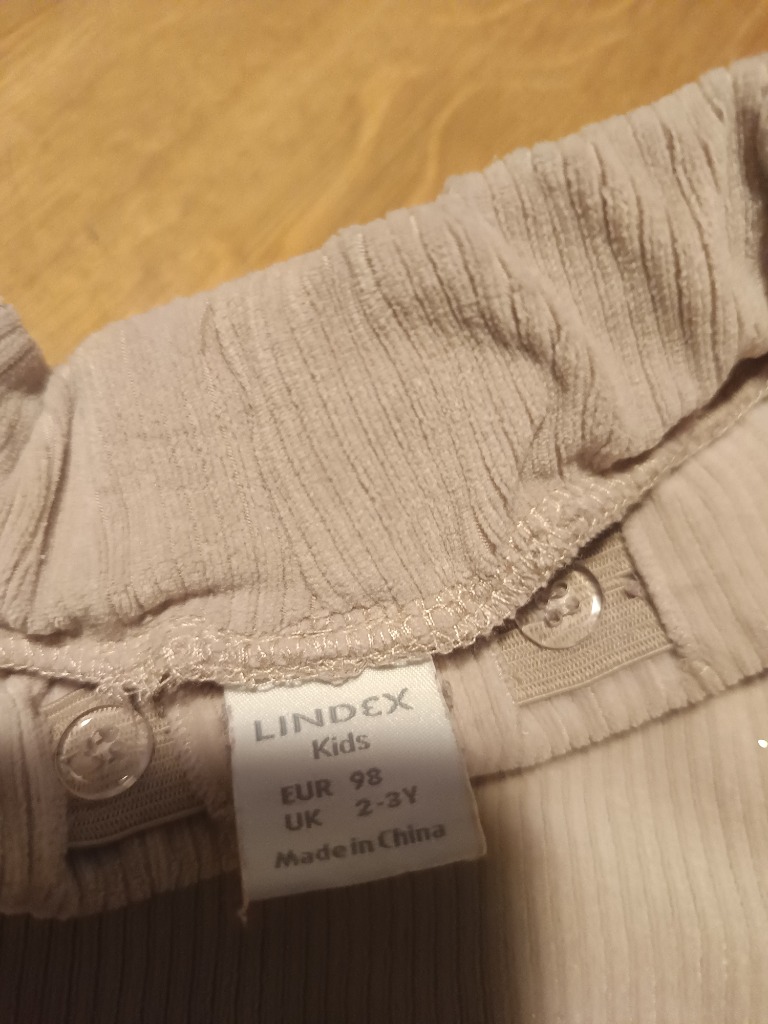 LINDEX
Kids
EUR 98
UK 2-3Y
Made in China